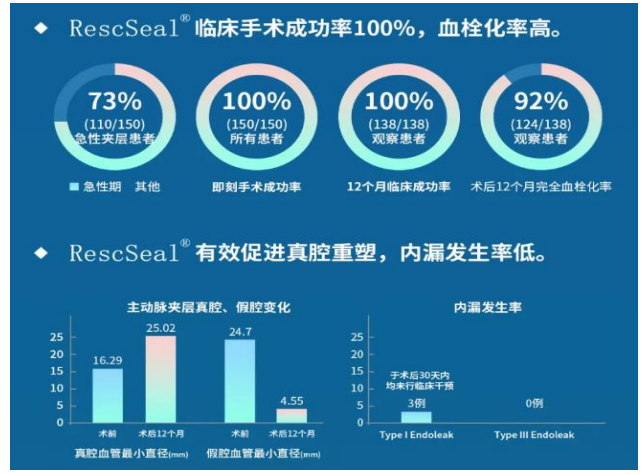 ◆ RescSeal®临床手术成功率100%，血栓化率高。
73%
(110/150)
急性夹层患者
100%
(150/150)
所有患者
100%
(138/138)
观察患者
92%
(124/138)
观察患者
急性期 其他
即刻手术成功率
12个月临床成功率
术后12个月完全血栓化率
◆ RescSeal®有效促进真腔重塑，内漏发生率低。
主动脉夹层真腔、假腔变化
25
20
15
10
5
0
16.29
25.02
24.7
4.55
术前
术后12个月
术前
术后12个月
真腔血管最小直径(mm)
假腔血管最小直径(mm)
内漏发生率
25
20
15
10
5
0
于术后30天内
均未行临床干预
3例
0例
Type I Endoleak
Type III Endoleak